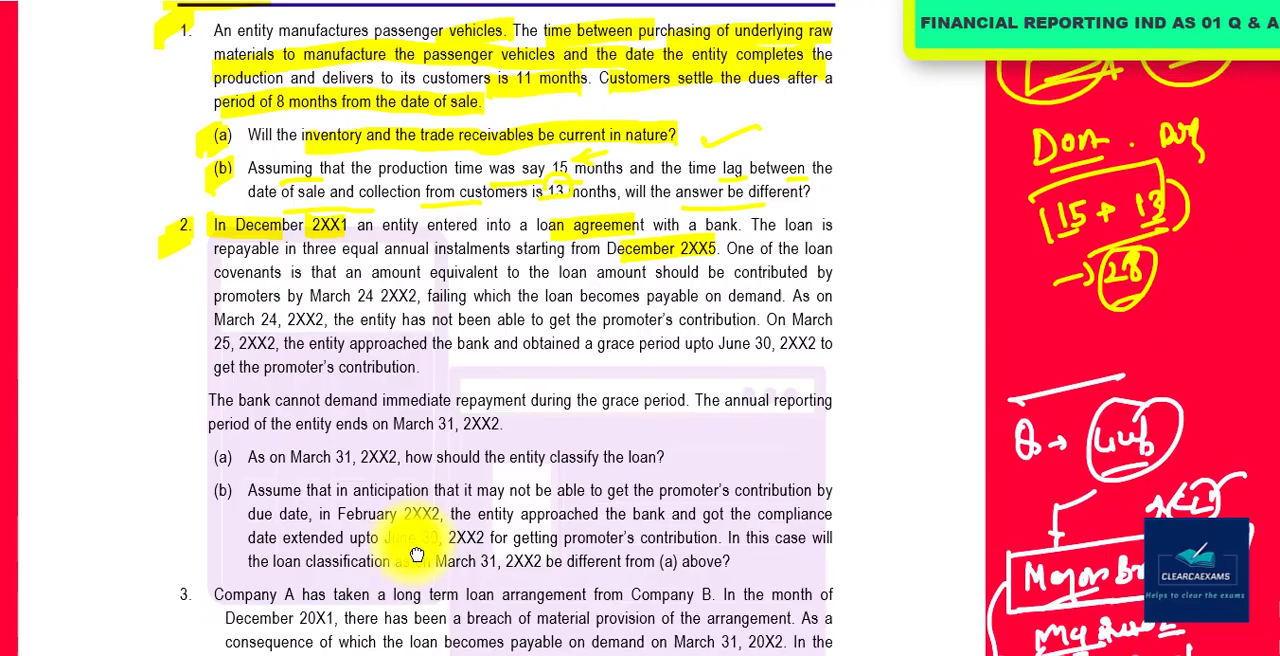 FINANCIAL REPORTING IND AS 01 Q & A
1. An entity manufactures passenger vehicles. The time between purchasing of underlying raw
materials to manufacture the passenger vehicles and the date the entity completes the
production and delivers to its customers is 11 months. Customers settle the dues after a
period of 8 months from the date of sale.
(a) Will the inventory and the trade receivables be current in nature?
(b) Assuming that the production time was say 15 months and the time lag between the
date of sale and collection from customers is 13 months, will the answer be different?
2. In December 2XX1 an entity entered into a loan agreement with a bank. The loan is
repayable in three equal annual instalments starting from December 2XX5. One of the loan
covenants is that an amount equivalent to the loan amount should be contributed by
promoters by March 24 2XX2, failing which the loan becomes payable on demand. As on
March 24, 2XX2, the entity has not been able to get the promoter's contribution. On March
25, 2XX2, the entity approached the bank and obtained a grace period upto June 30, 2XX2 to
get the promoter's contribution.
The bank cannot demand immediate repayment during the grace period. The annual reporting
period of the entity ends on March 31, 2XX2.
(a) As on March 31, 2XX2, how should the entity classify the loan?
(b) Assume that in anticipation that it may not be able to get the promoter's contribution by
due date, in February 2XX2, the entity approached the bank and got the compliance
date extended upto June 30, 2XX2 for getting promoter's contribution. In this case will
the loan classification as on March 31, 2XX2 be different from (a) above?
3. Company A has taken a long term loan arrangement from Company B. In the month of
December 20X1, there has been a breach of material provision of the arrangement. As a
consequence of which the loan becomes payable on demand on March 31, 20X2. In the
15 + 13
28
CLEARCAEXAMS
Helps to clear the exams